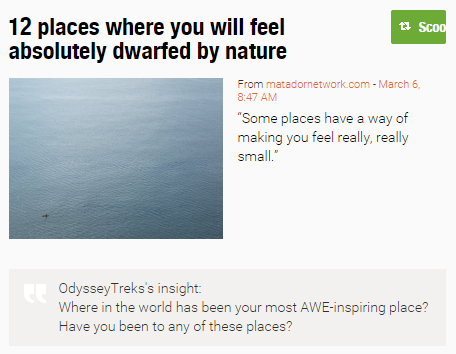 12 places where you will feel
absolutely dwarfed by nature
Scoo
From matadornetwork.com - March 6,
8:47 AM
“Some places have a way of
making you feel really, really
small.”
OdysseyTreks's insight:
Where in the world has been your most AWE-inspiring place?
Have you been to any of these places?